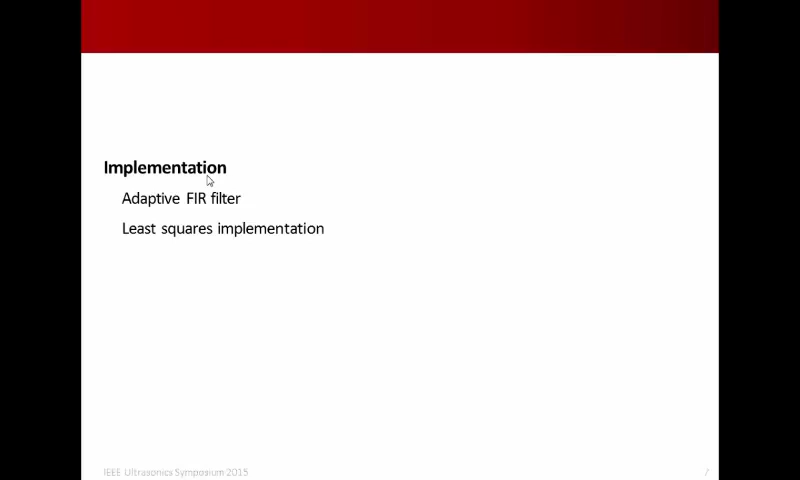 Implementation
Adaptive FIR filter
Least squares implementation
IEEE Ultrasonics Symposium 2015
7